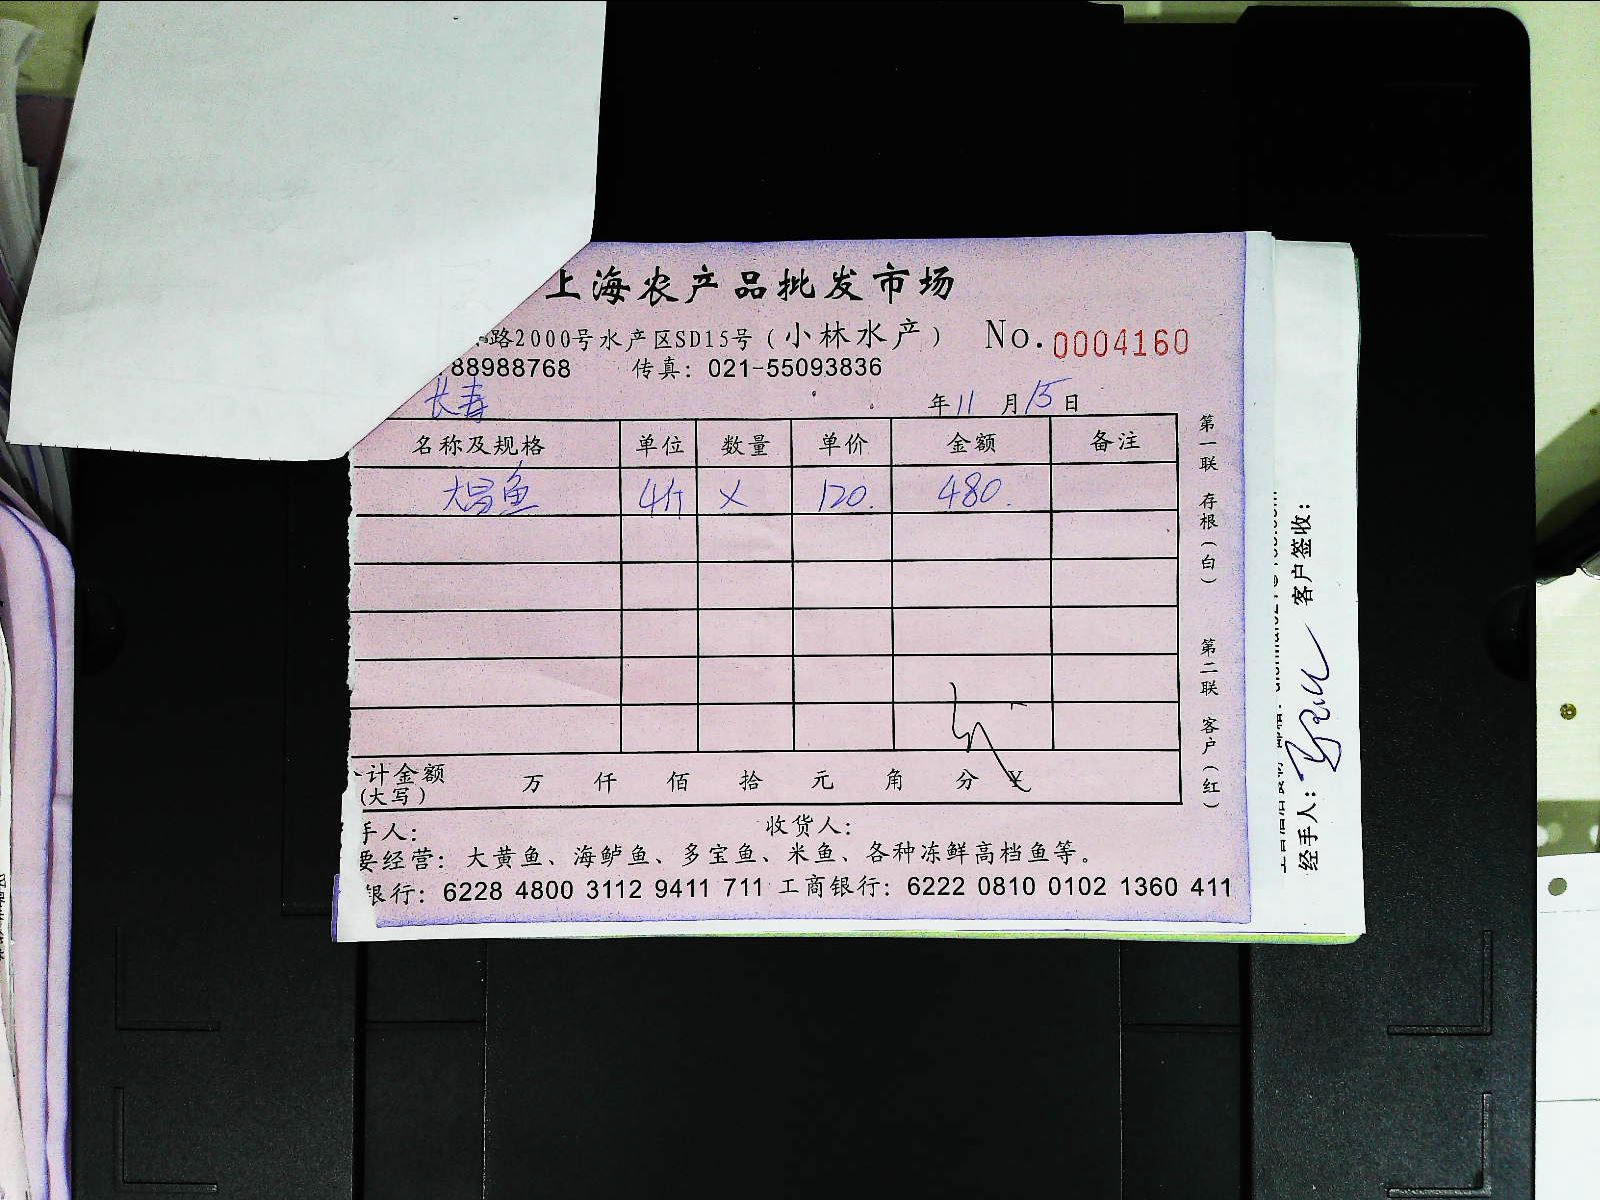 上海农产品批发市场
路2000号水产区SD15号（小林水产） No.0004160
88988768 传真：021-55093836
长寿 年11月15日
名称及规格 单位 数量 单价 金额 备注
大昌鱼 4斤 × 120. 480.
计金额 万 仟 佰 拾 元 角 分 ¥
(大写)
手人： 收货人：
要经营：大黄鱼、海鲈鱼、多宝鱼、米鱼、各种冻鲜高档鱼等。
银行：6228 4800 3112 9411 711 工商银行：6222 0810 0102 1360 411
第一联 存根（白） 第二联 客户（红）
经手人： 客户签收：